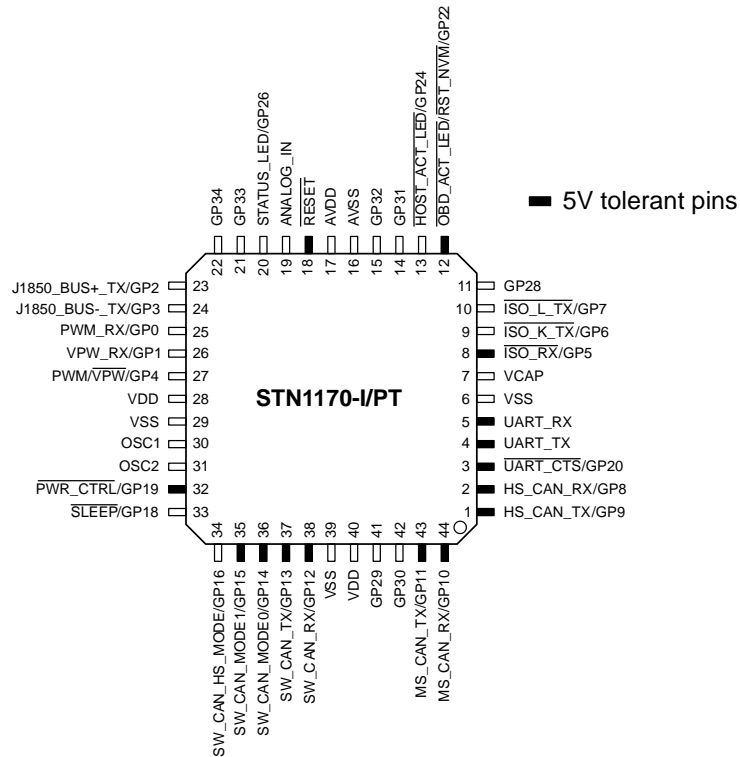 GP34
GP33
STATUS_LED/GP26
ANALOG_IN
RESET
AVDD
AVSS
GP32
GP31
HOST_ACT_LED/GP24
OBD_ACT_LED/RST_NVM/GP22
5V tolerant pins
22 21 20 19 18 17 16 15 14 13 12
J1850_BUS+_TX/GP2 23
J1850_BUS-_TX/GP3 24
PWM_RX/GP0 25
VPW_RX/GP1 26
PWM/VPW/GP4 27
VDD 28
VSS 29
OSC1 30
OSC2 31
PWR_CTRL/GP19 32
SLEEP/GP18 33
STN1170-I/PT
11 GP28
10 ISO_L_TX/GP7
9 ISO_K_TX/GP6
8 ISO_RX/GP5
7 VCAP
6 VSS
5 UART_RX
4 UART_TX
3 UART_CTS/GP20
2 HS_CAN_RX/GP8
1 HS_CAN_TX/GP9
34 35 36 37 38 39 40 41 42 43 44
SW_CAN_HS_MODE/GP16
SW_CAN_MODE1/GP15
SW_CAN_MODE0/GP14
SW_CAN_TX/GP13
SW_CAN_RX/GP12
VSS
VDD
GP29
GP30
MS_CAN_TX/GP11
MS_CAN_RX/GP10